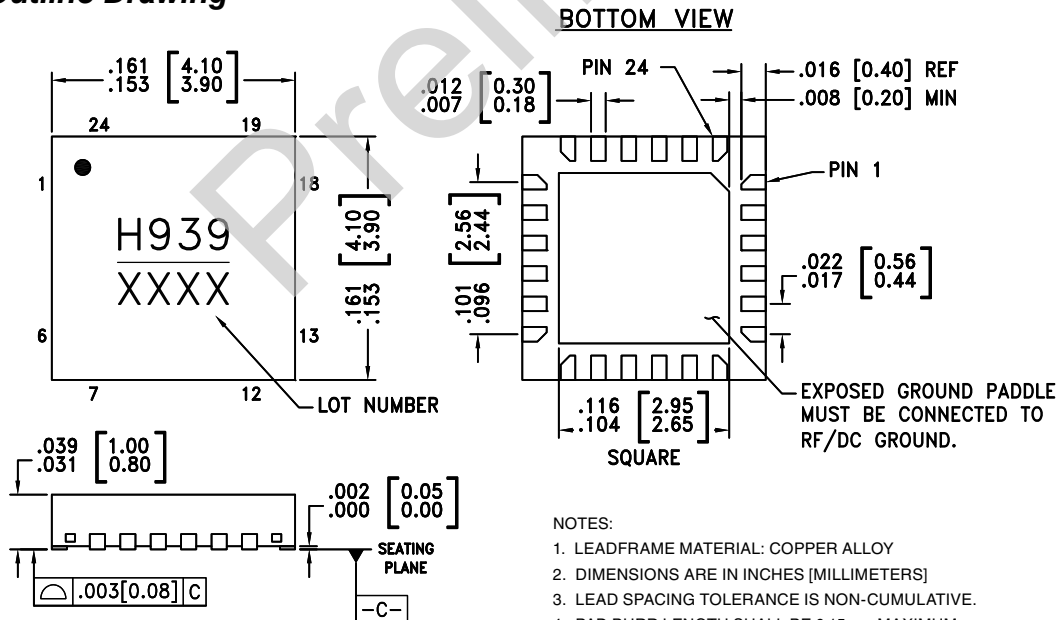 Outline Drawing
Prelim
BOTTOM VIEW
.161 [4.10]
.153 [3.90]
24 19
1 18
H939
XXXX
6 13
7 12
LOT NUMBER
.161 [4.10]
.153 [3.90]
.012 [0.30]
.007 [0.18]
PIN 24
.016 [0.40] REF
.008 [0.20] MIN
PIN 1
.101 [2.56]
.096 [2.44]
.022 [0.56]
.017 [0.44]
.116 [2.95]
.104 [2.65]
SQUARE
EXPOSED GROUND PADDLE
MUST BE CONNECTED TO
RF/DC GROUND.
.039 [1.00]
.031 [0.80]
.002 [0.05]
.000 [0.00]
SEATING
PLANE
.003[0.08] C
-C-
NOTES:
1. LEADFRAME MATERIAL: COPPER ALLOY
2. DIMENSIONS ARE IN INCHES [MILLIMETERS]
3. LEAD SPACING TOLERANCE IS NON-CUMULATIVE.